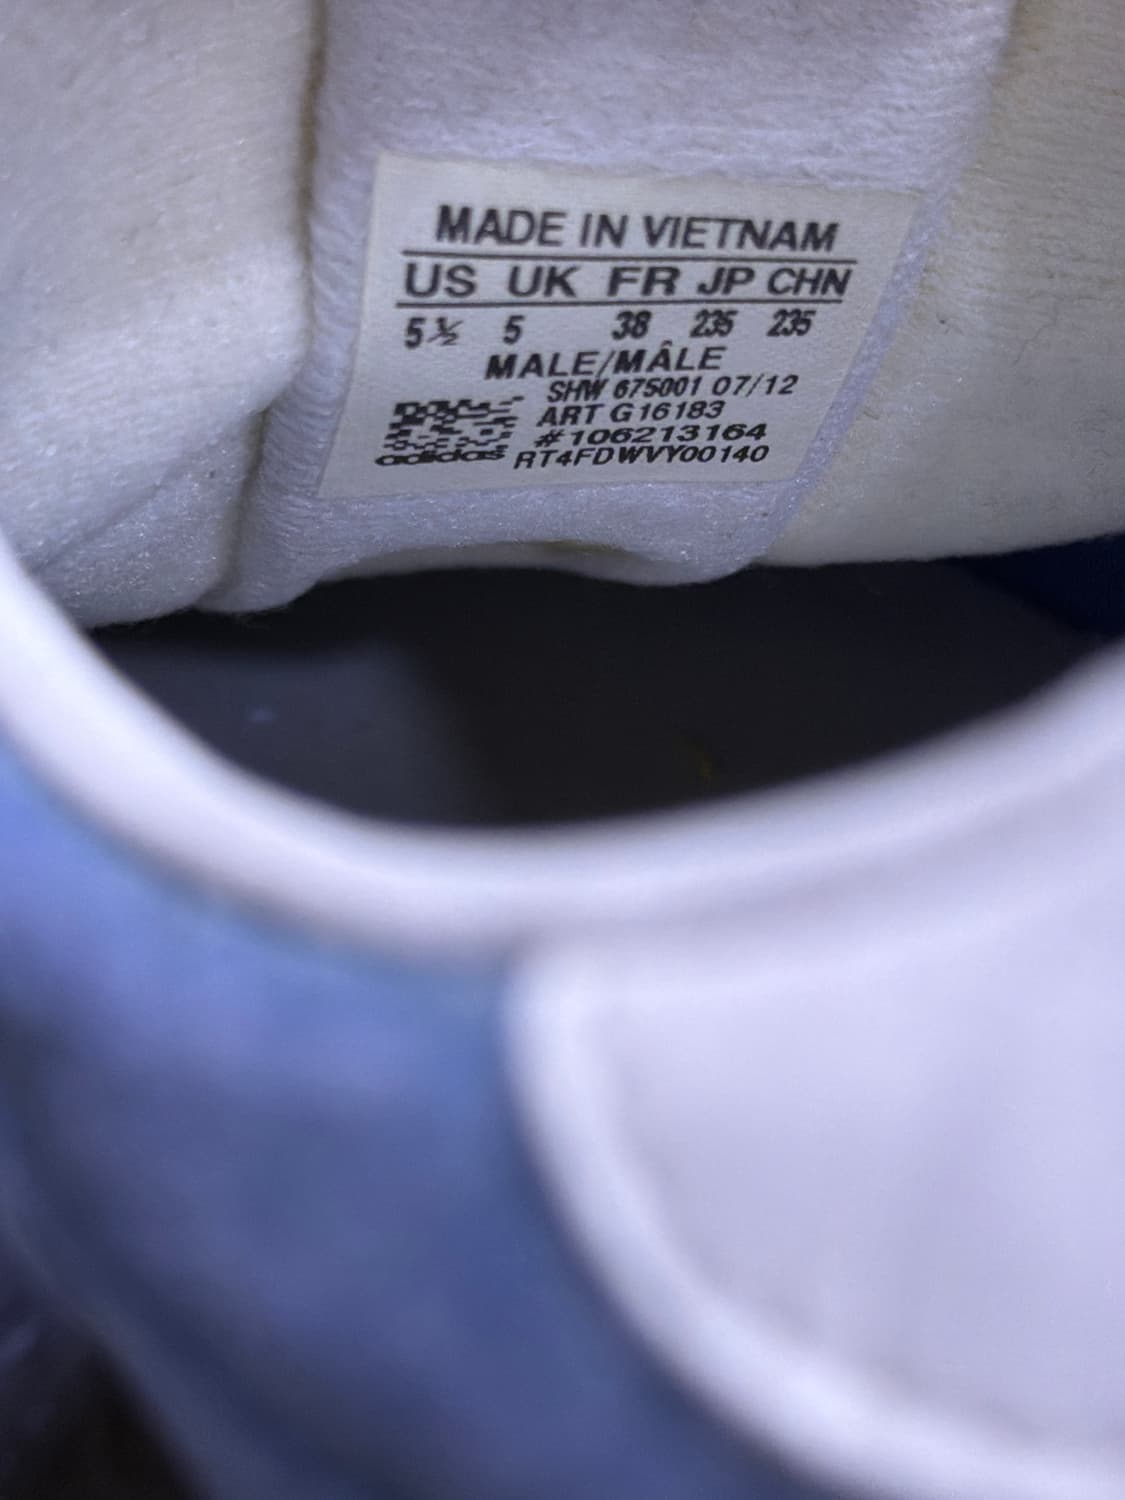 MADE IN VIETNAM
US UK FR JP CHN
5½ 5 38 235 235
MALE/MÂLE
SHW 675001 07/12
ART G16183
#106213164
adidas RT4FDWVY00140